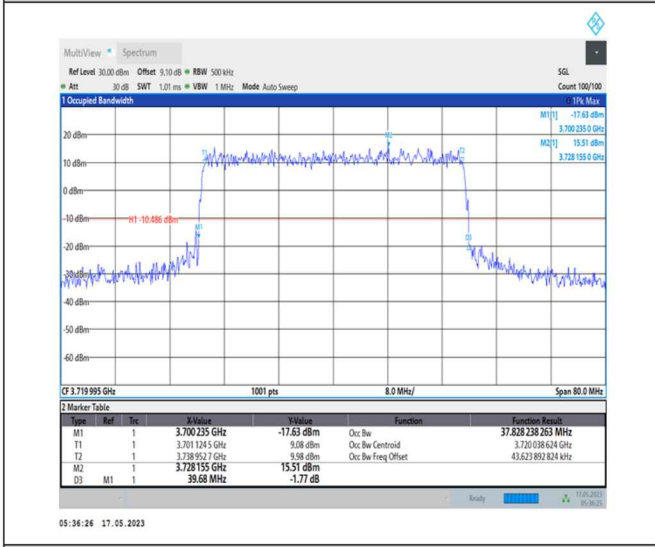 MultiView Spectrum
Ref Level 30.00 dBm Offset 9.10 dB RBW 500 kHz SGL
Att 30 dB SWT 1.01 ms VBW 1 MHz Mode Auto Sweep Count 100/100
1 Occupied Bandwidth 1Pk Max
M1[1] -17.63 dBm
3.700 235 0 GHz
M2[1] 15.51 dBm
3.728 155 0 GHz
20 dBm
M2
T1 T2
10 dBm
0 dBm
-10 dBm H1 -10.486 dBm
M1
D3
-20 dBm
-30 dBm
-40 dBm
-50 dBm
-60 dBm
CF 3.719 995 GHz 1001 pts 8.0 MHz/ Span 80.0 MHz
2 Marker Table
Type Ref Trc X-Value Y-Value Function Function Result
M1 1 3.700 235 GHz -17.63 dBm Occ Bw 37.828 238 263 MHz
T1 1 3.701 124 5 GHz 9.08 dBm Occ Bw Centroid 3.720 038 624 GHz
T2 1 3.738 952 7 GHz 9.98 dBm Occ Bw Freq Offset 43.623 892 824 kHz
M2 1 3.728 155 GHz 15.51 dBm
D3 M1 1 39.68 MHz -1.77 dB
Ready 17.05.2023
05:36:25
05:36:26 17.05.2023